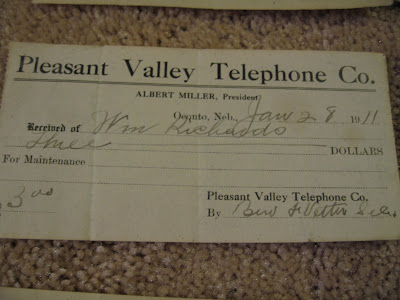 Pleasant Valley Telephone Co.
ALBERT MILLER, President
Oconto, Neb., Jan 28 1911
Received of Wm Richards
Three DOLLARS
For Maintenance
$ 3.00
Pleasant Valley Telephone Co.
By